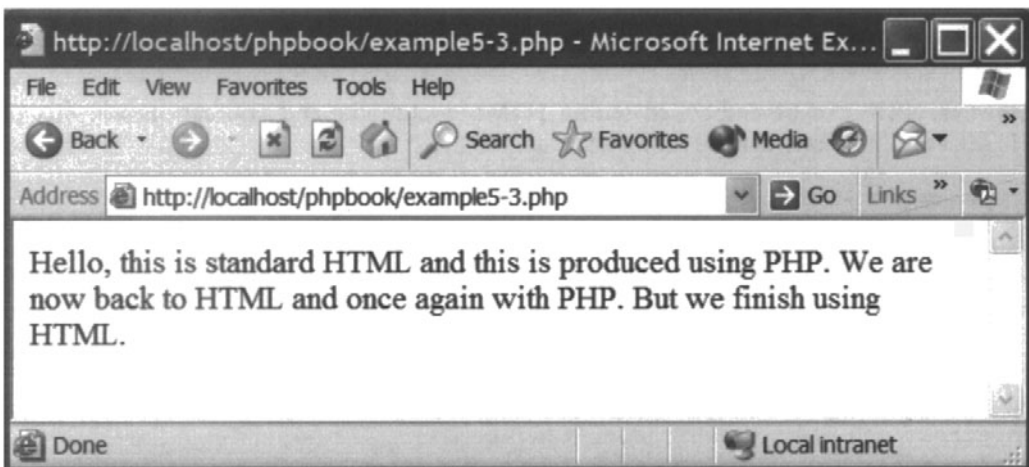 http://localhost/phpbook/example5-3.php - Microsoft Internet Ex...
File Edit View Favorites Tools Help
Back Search Favorites Media »
Address http://localhost/phpbook/example5-3.php Go Links »
Hello, this is standard HTML and this is produced using PHP. We are
now back to HTML and once again with PHP. But we finish using
HTML.
Done Local intranet